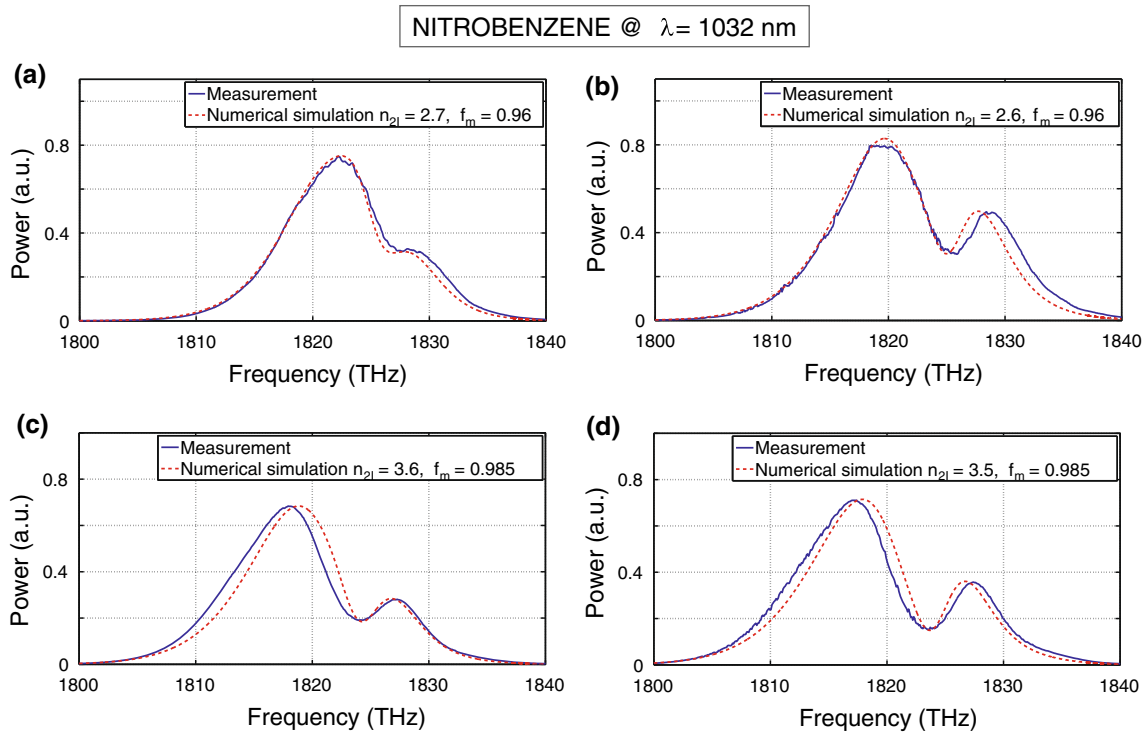 NITROBENZENE @ λ= 1032 nm
(a)
Measurement
Numerical simulation n2l = 2.7, fm = 0.96
Power (a.u.)
0.8
0.4
0
1800 1810 1820 1830 1840
Frequency (THz)
(b)
Measurement
Numerical simulation n2l = 2.6, fm = 0.96
Power (a.u.)
0.8
0.4
0
1800 1810 1820 1830 1840
Frequency (THz)
(c)
Measurement
Numerical simulation n2l = 3.6, fm = 0.985
Power (a.u.)
0.8
0.4
0
1800 1810 1820 1830 1840
Frequency (THz)
(d)
Measurement
Numerical simulation n2l = 3.5, fm = 0.985
Power (a.u.)
0.8
0.4
0
1800 1810 1820 1830 1840
Frequency (THz)